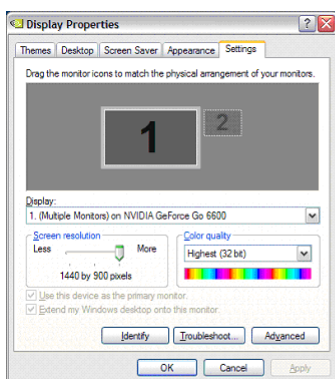 Display Properties
Themes Desktop Screen Saver Appearance Settings
Drag the monitor icons to match the physical arrangement of your monitors.
1
2
Display:
1. (Multiple Monitors) on NVIDIA GeForce Go 6600
Screen resolution
Less More
1440 by 900 pixels
Color quality
Highest (32 bit)
Use this device as the primary monitor.
Extend my Windows desktop onto this monitor.
Identify Troubleshoot... Advanced
OK Cancel Apply